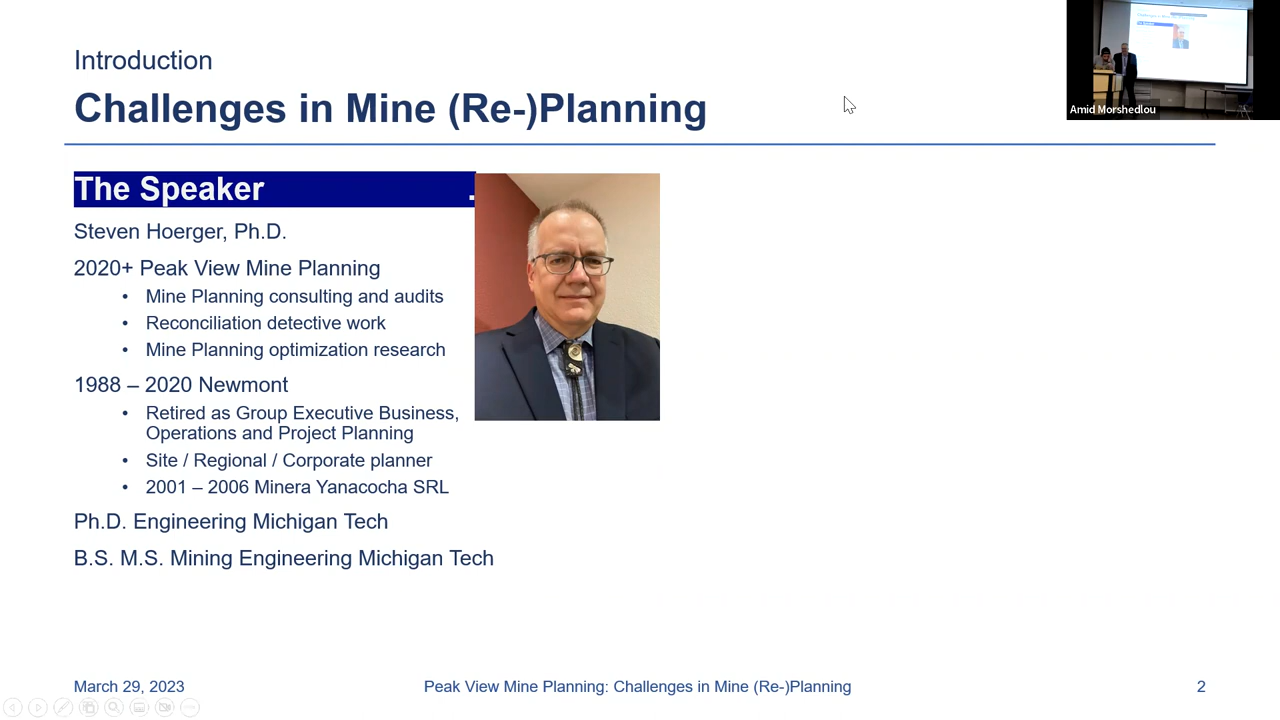 Introduction
Challenges in Mine (Re-)Planning
Amid Morshedlou
The Speaker .
Steven Hoerger, Ph.D.
2020+ Peak View Mine Planning
• Mine Planning consulting and audits
• Reconciliation detective work
• Mine Planning optimization research
1988 – 2020 Newmont
• Retired as Group Executive Business,
Operations and Project Planning
• Site / Regional / Corporate planner
• 2001 – 2006 Minera Yanacocha SRL
Ph.D. Engineering Michigan Tech
B.S. M.S. Mining Engineering Michigan Tech
March 29, 2023
Peak View Mine Planning: Challenges in Mine (Re-)Planning
2